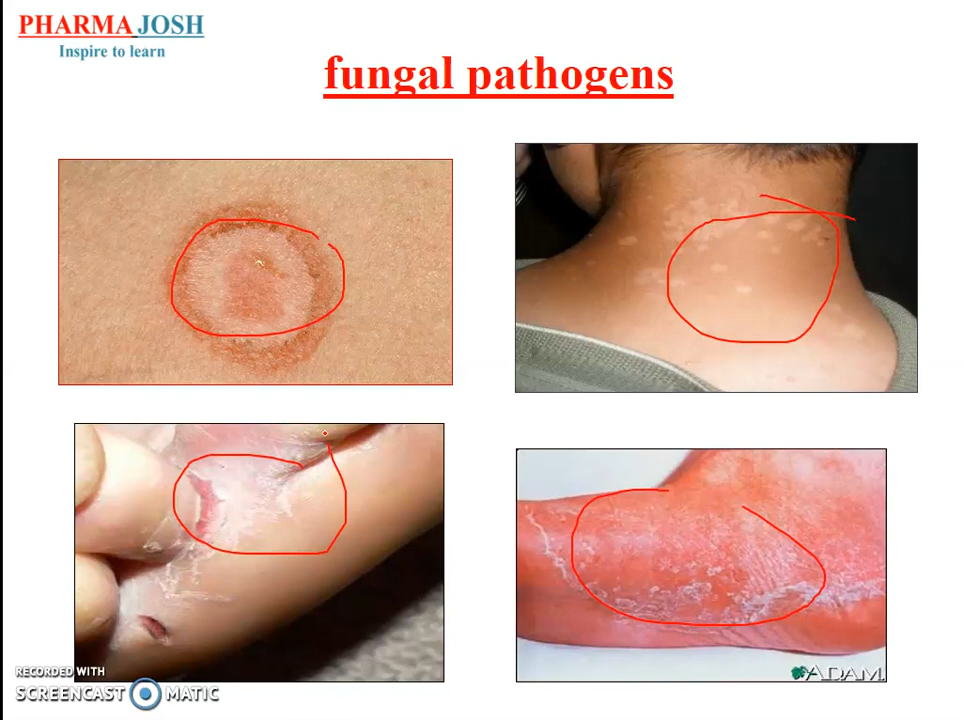 PHARMA JOSH
Inspire to learn
fungal pathogens
ADAM.
RECORDED WITH
SCREENCAST MATIC